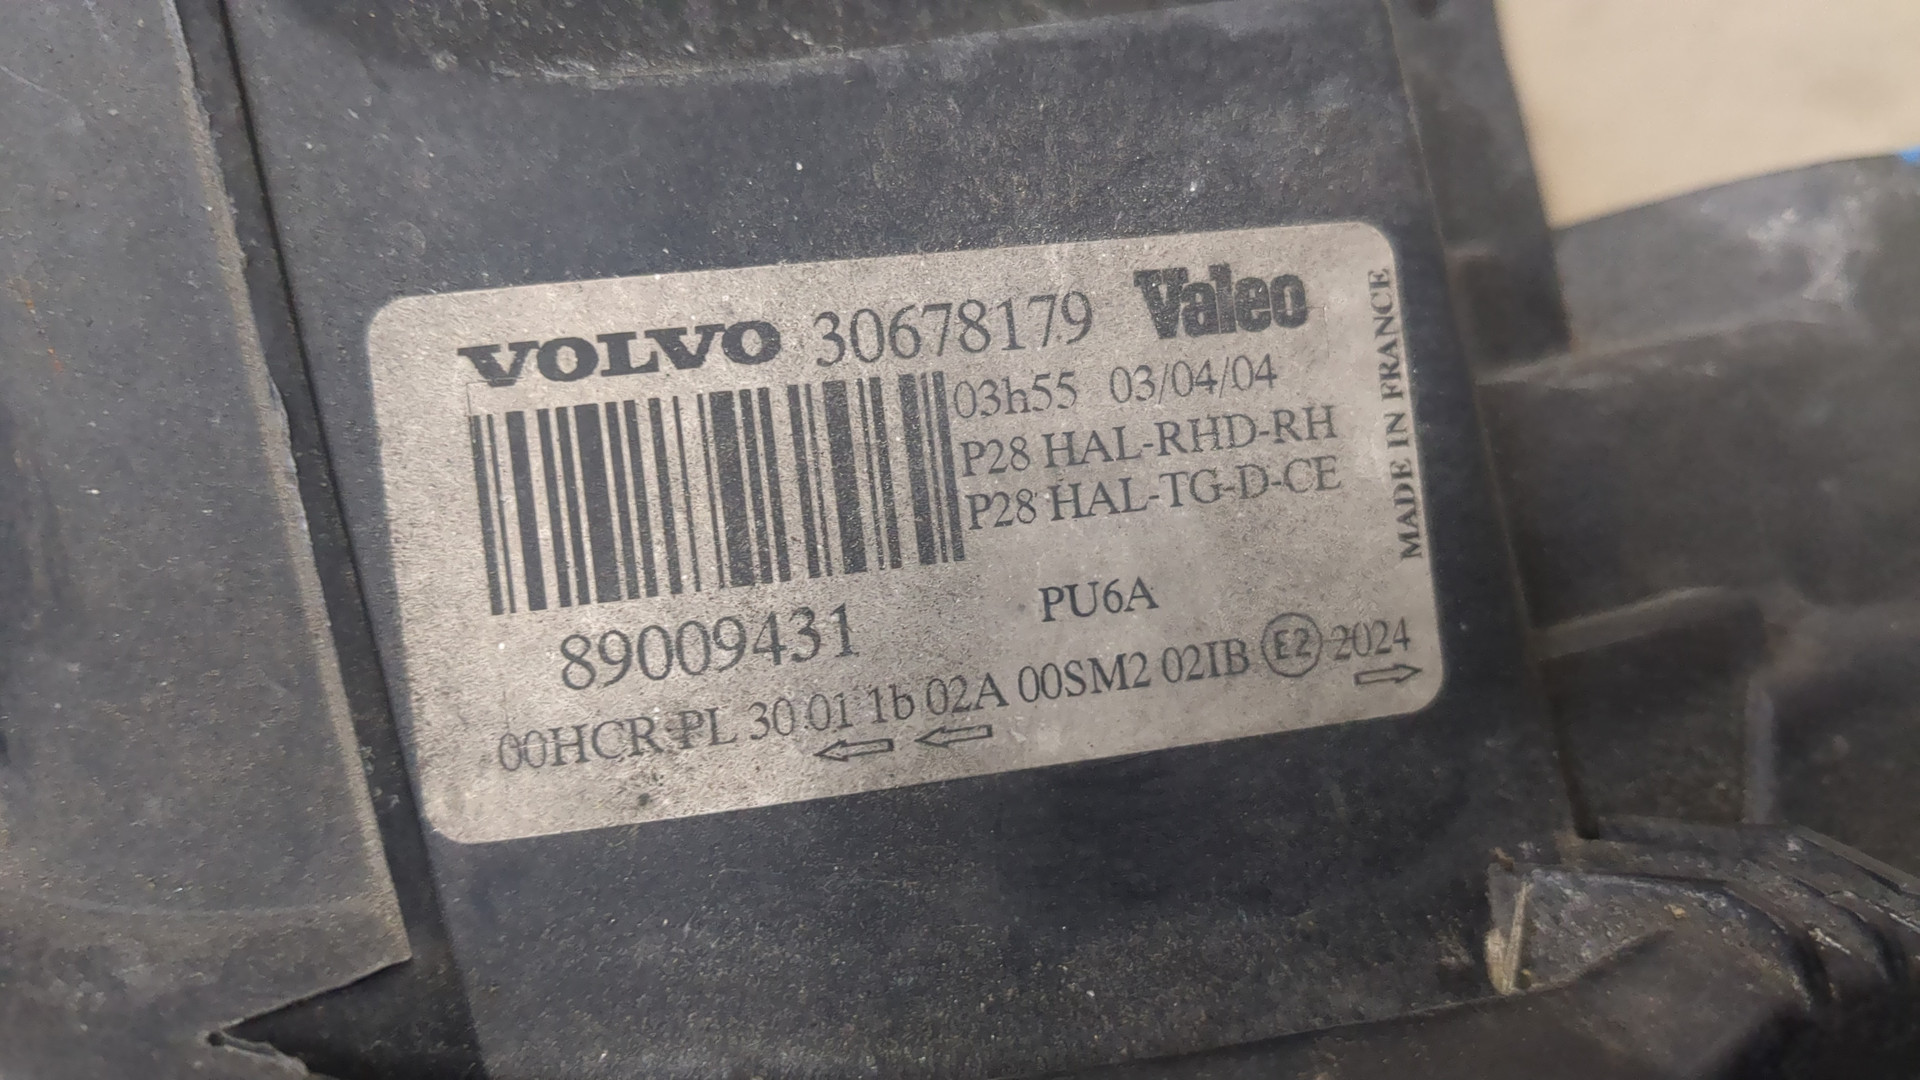 VOLVO 30678179 Valeo
03h55 03/04/04
P28 HAL-RHD-RH
P28 HAL-TG-D-CE
MADE IN FRANCE
PU6A
89009431
00HCR PL 30 01 1b 02A 00SM2 02IB E2 2024